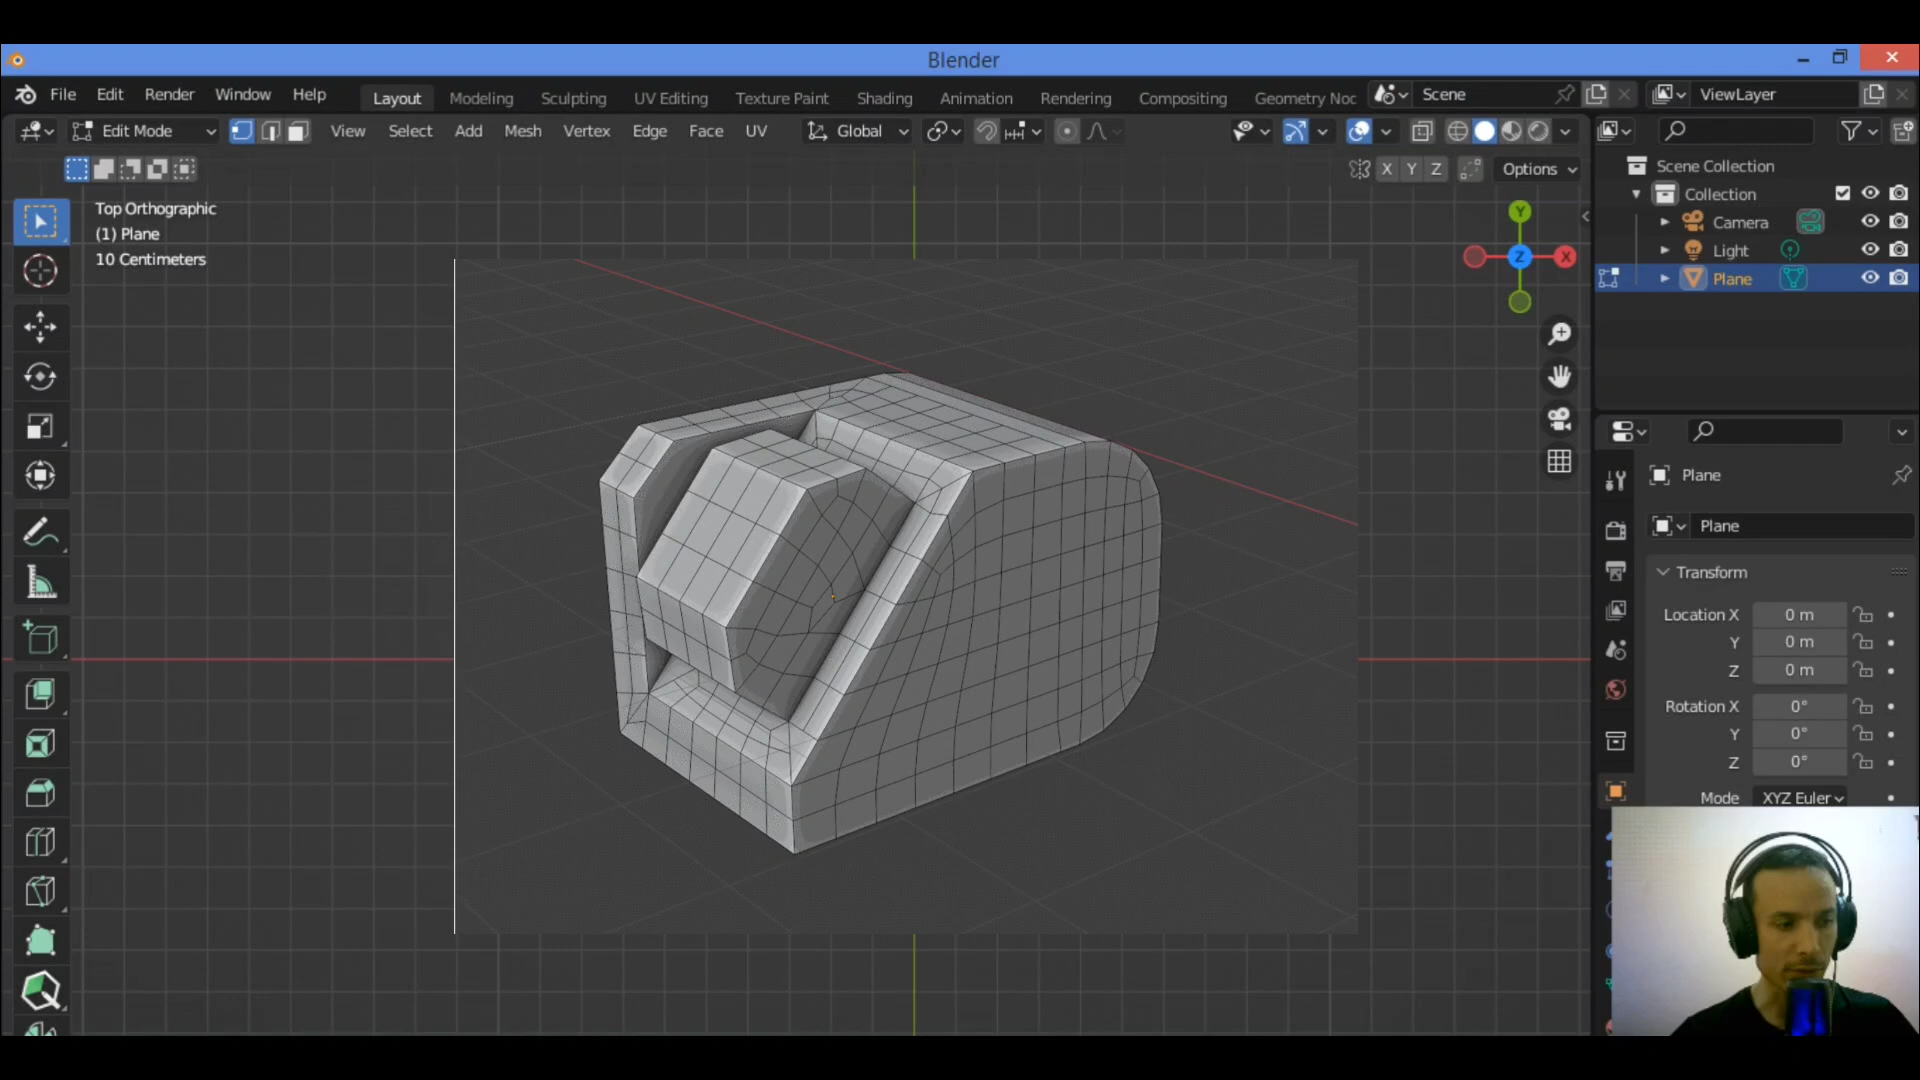 Blender
File Edit Render Window Help Layout Modeling Sculpting UV Editing Texture Paint Shading Animation Rendering Compositing Geometry Noc Scene ViewLayer
Edit Mode View Select Add Mesh Vertex Edge Face UV Global
X Y Z Options
Scene Collection
Collection
Camera
Light
Plane
Top Orthographic
(1) Plane
10 Centimeters
Y
Z X
Plane
Plane
Transform
Location X 0 m
Y 0 m
Z 0 m
Rotation X 0°
Y 0°
Z 0°
Mode XYZ Euler